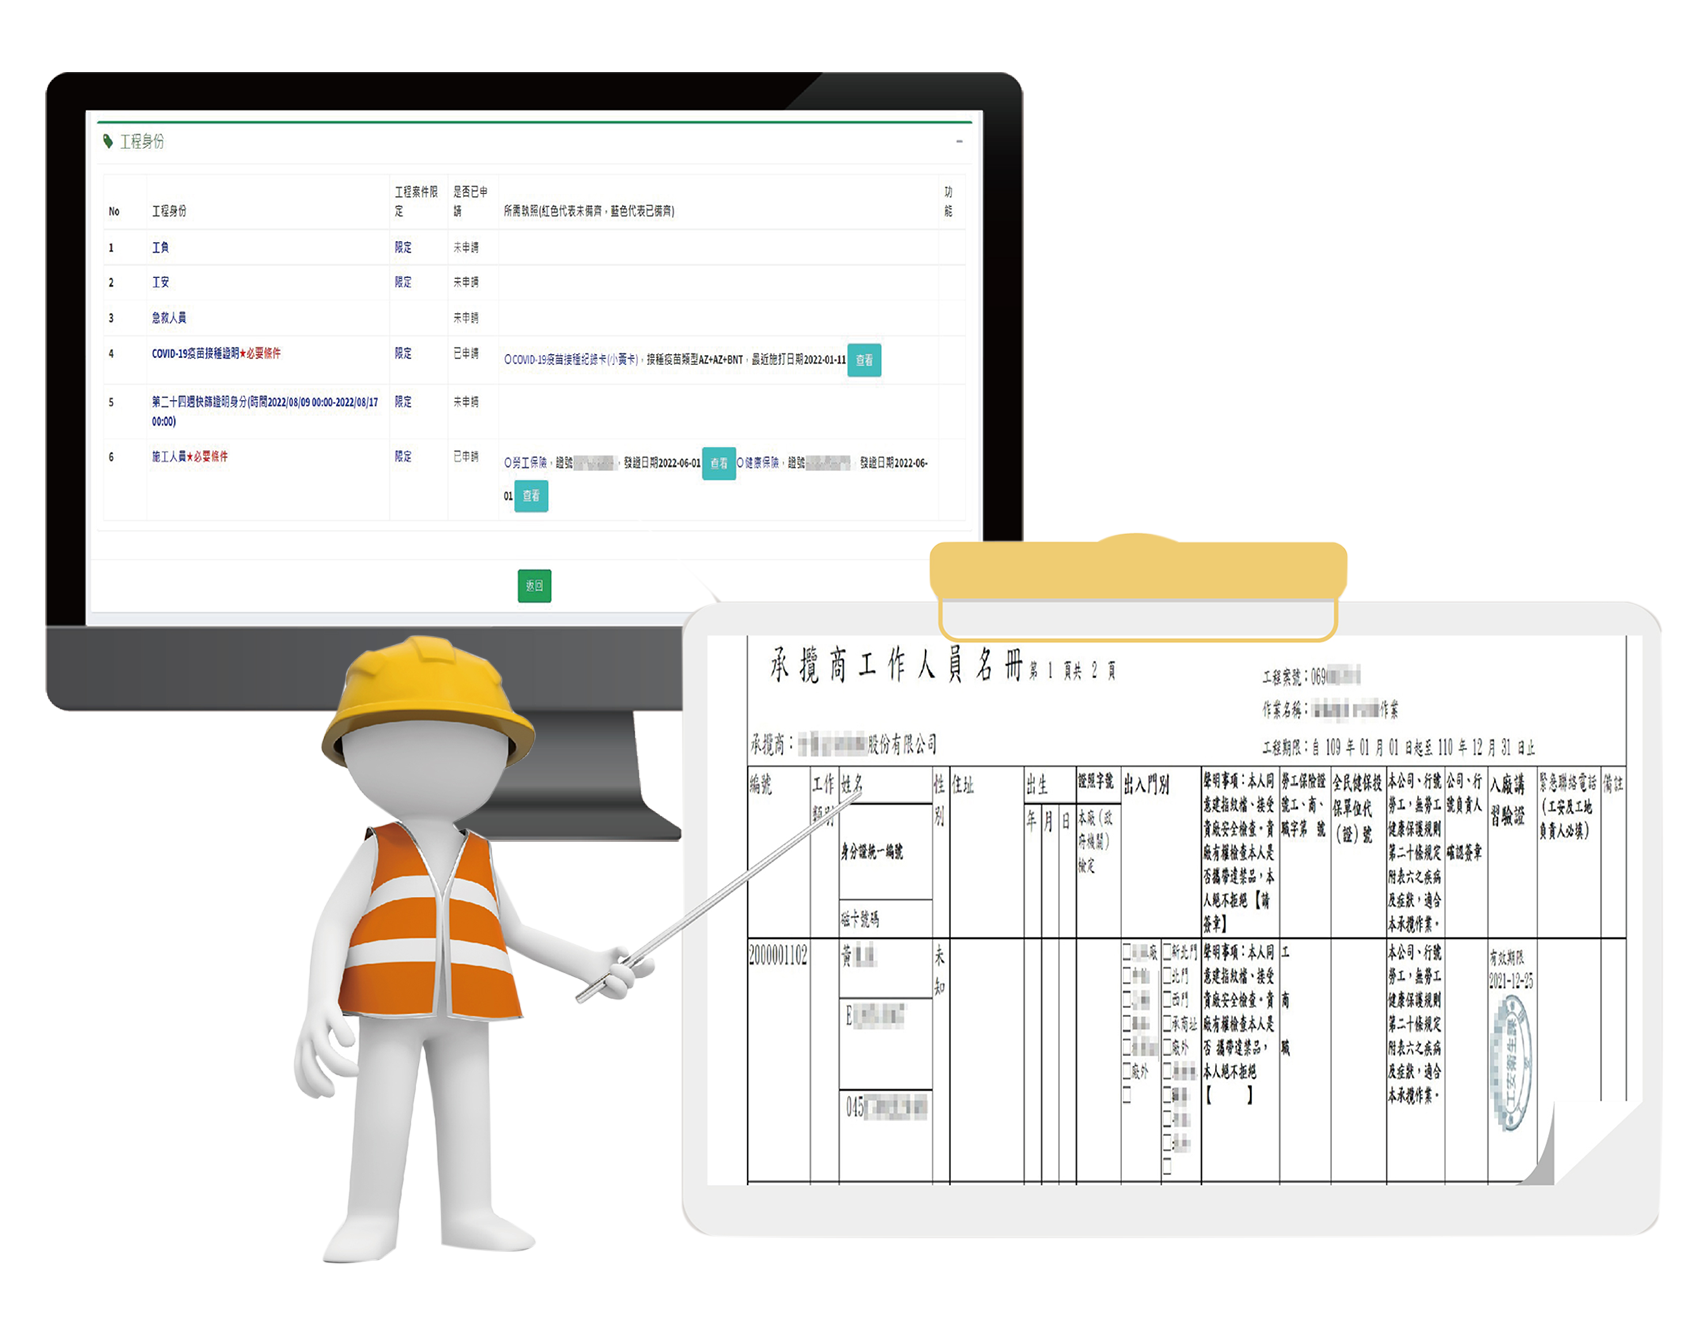 工程身份
No 工程身份 工程案件限定 是否已申請 所需執照(紅色代表未備齊，藍色代表已備齊) 功能
1 工負 限定 未申請
2 工安 限定 未申請
3 急救人員 未申請
4 COVID-19疫苗接種證明★必要條件 限定 已申請 O COVID-19疫苗接種紀錄卡(小黃卡)，接種疫苗類型AZ+AZ+BNT，最近施打日期2022-01-11 查看
5 第二十四週快篩證明身分(時間2022/08/09 00:00-2022/08/17 00:00) 限定 未申請
6 施工人員★必要條件 限定 已申請 O勞工保險，證號，發證日期2022-06-01 查看 O健康保險，證號，發證日期2022-06-
01 查看
返回
承攬商工作人員名冊 第 1 頁共 2 頁
工程案號：069
作業名稱：作業
承攬商：股份有限公司
工程期限：自 109 年 01 月 01 日起至 110 年 12 月 31 日止
編號
工作類別
姓名
身分證統一編號
磁卡號碼
性別
住址
出生
年 月 日
證照字號
本廠(政府機關)檢定
出入門別
聲明事項：本人同意建指紋檔、接受貴廠安全檢查。貴廠有權檢查本人是否攜帶違禁品，本人絕不拒絕【請簽章】
勞工保險證號工、商、職字第 號
全民健保投保單位代(證)號
本公司、行號勞工，無勞工健康保護規則第二十條規定附表六之疾病及症狀，適合本承攬作業。
公司、行號負責人
確認簽章
入廠講習驗證
緊急聯絡電話(工安及工地負責人必填)
備註
2000001102
黃
E
045
未知
廠
廠外
新北門
北門
西門
承商址
廠外
聲明事項：本人同意建指紋檔、接受貴廠安全檢查。貴廠有權檢查本人是否 攜帶違禁品，本人絕不拒絕【 】
工
商
職
本公司、行號勞工，無勞工健康保護規則第二十條規定附表六之疾病及症狀，適合本承攬作業。
有效期限
2021-12-25
工安衛生課